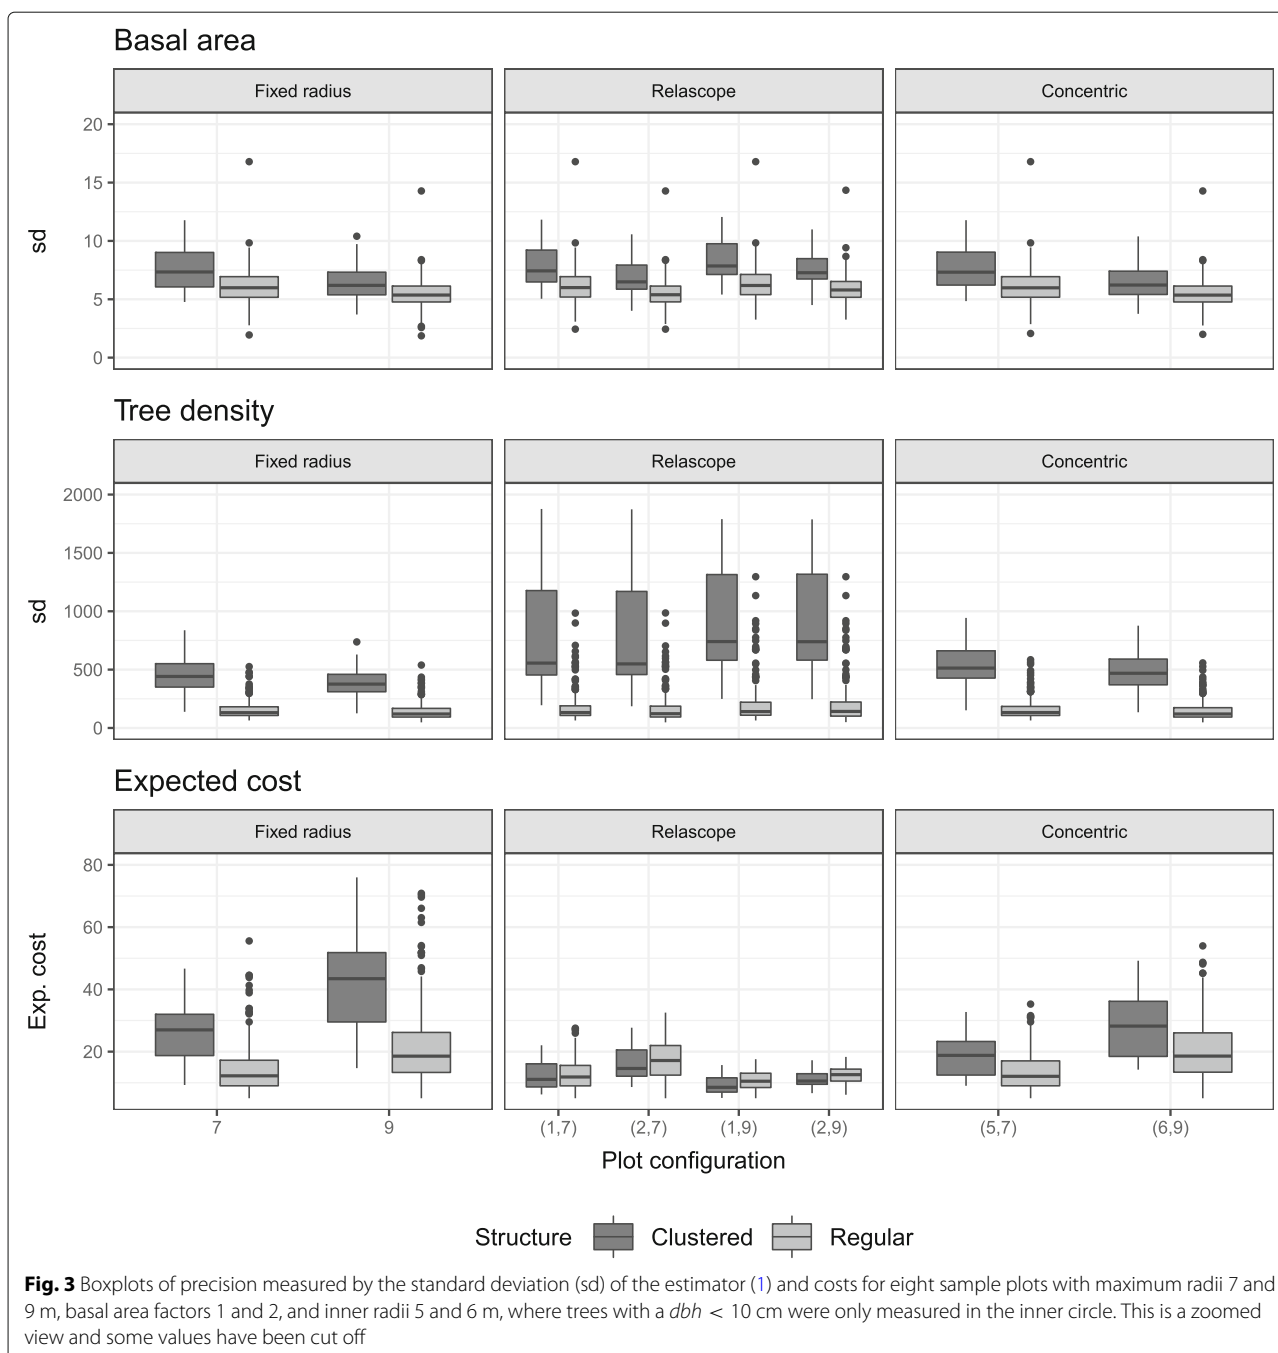 Basal area
Fixed radius Relascope Concentric
20
15
10
5
0
sd
Tree density
Fixed radius Relascope Concentric
2000
1500
1000
500
0
sd
Expected cost
Fixed radius Relascope Concentric
80
60
40
20
Exp. cost
7 9 (1,7) (2,7) (1,9) (2,9) (5,7) (6,9)
Plot configuration
Structure Clustered Regular
Fig. 3 Boxplots of precision measured by the standard deviation (sd) of the estimator (1) and costs for eight sample plots with maximum radii 7 and
9 m, basal area factors 1 and 2, and inner radii 5 and 6 m, where trees with a dbh < 10 cm were only measured in the inner circle. This is a zoomed
view and some values have been cut off